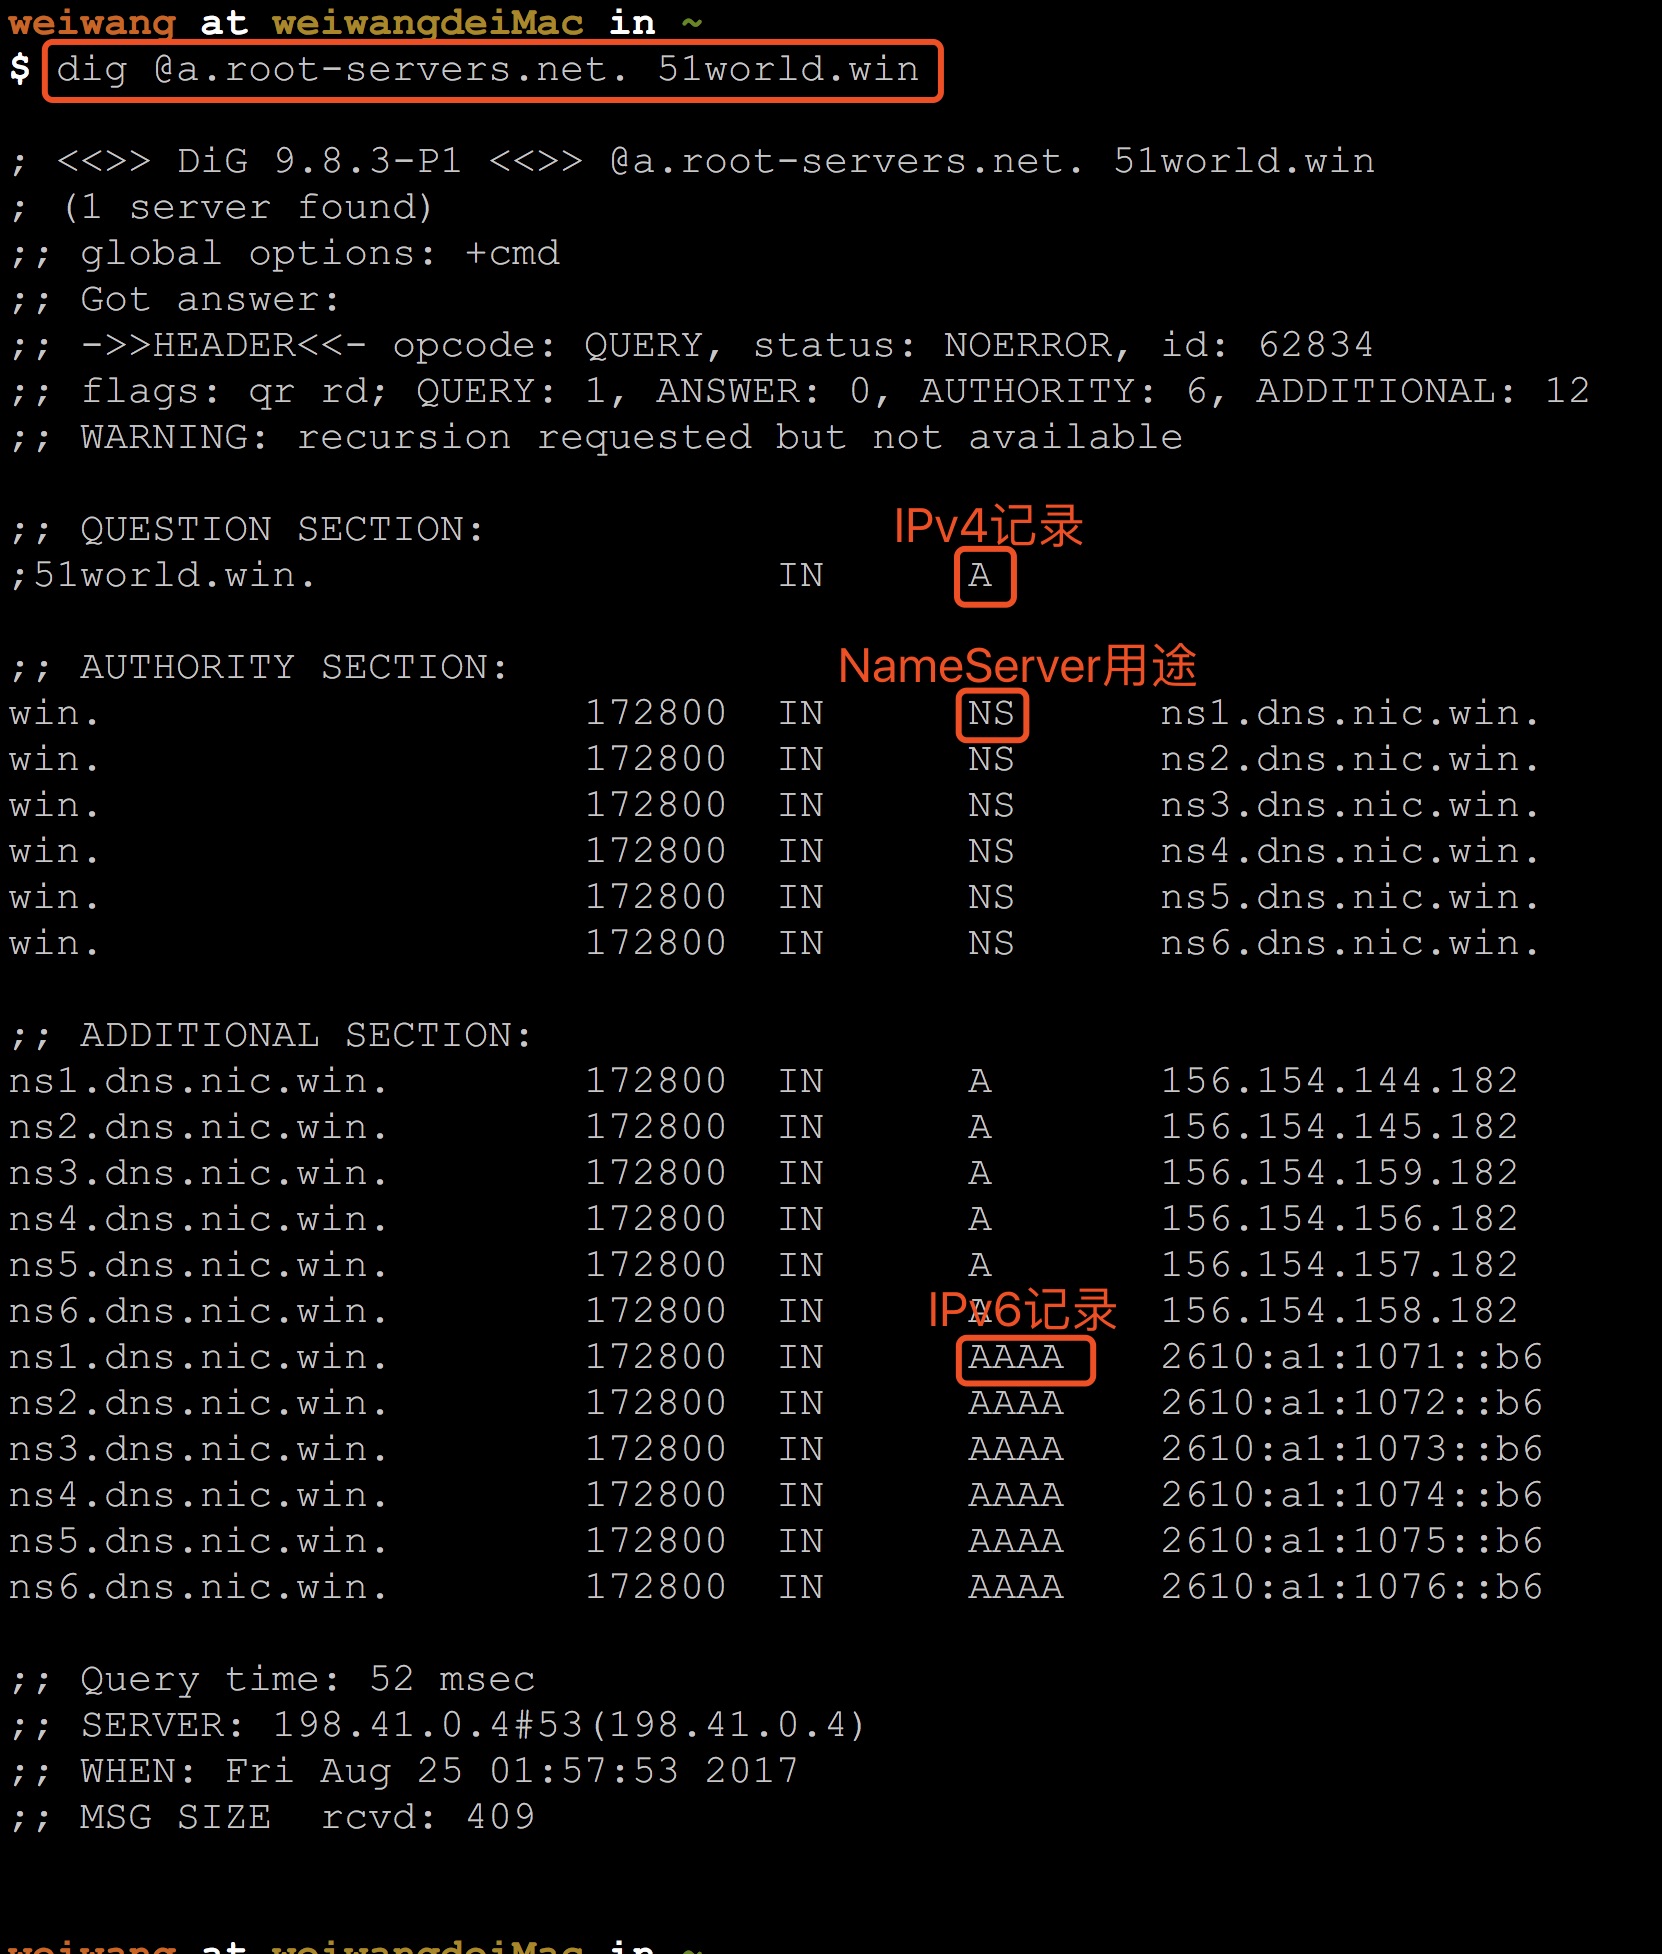 weiwang at weiwangdeiMac in ~
$ dig @a.root-servers.net. 51world.win
; <<>> DiG 9.8.3-P1 <<>> @a.root-servers.net. 51world.win
; (1 server found)
;; global options: +cmd
;; Got answer:
;; ->>HEADER<<- opcode: QUERY, status: NOERROR, id: 62834
;; flags: qr rd; QUERY: 1, ANSWER: 0, AUTHORITY: 6, ADDITIONAL: 12
;; WARNING: recursion requested but not available
;; QUESTION SECTION:
IPv4记录
;51world.win. IN A
;; AUTHORITY SECTION:
NameServer用途
win. 172800 IN NS ns1.dns.nic.win.
win. 172800 IN NS ns2.dns.nic.win.
win. 172800 IN NS ns3.dns.nic.win.
win. 172800 IN NS ns4.dns.nic.win.
win. 172800 IN NS ns5.dns.nic.win.
win. 172800 IN NS ns6.dns.nic.win.
;; ADDITIONAL SECTION:
ns1.dns.nic.win. 172800 IN A 156.154.144.182
ns2.dns.nic.win. 172800 IN A 156.154.145.182
ns3.dns.nic.win. 172800 IN A 156.154.159.182
ns4.dns.nic.win. 172800 IN A 156.154.156.182
ns5.dns.nic.win. 172800 IN A 156.154.157.182
ns6.dns.nic.win. 172800 IN A 156.154.158.182
IPv6记录
ns1.dns.nic.win. 172800 IN AAAA 2610:a1:1071::b6
ns2.dns.nic.win. 172800 IN AAAA 2610:a1:1072::b6
ns3.dns.nic.win. 172800 IN AAAA 2610:a1:1073::b6
ns4.dns.nic.win. 172800 IN AAAA 2610:a1:1074::b6
ns5.dns.nic.win. 172800 IN AAAA 2610:a1:1075::b6
ns6.dns.nic.win. 172800 IN AAAA 2610:a1:1076::b6
;; Query time: 52 msec
;; SERVER: 198.41.0.4#53(198.41.0.4)
;; WHEN: Fri Aug 25 01:57:53 2017
;; MSG SIZE rcvd: 409
weiwang at weiwangdeiMac in ~